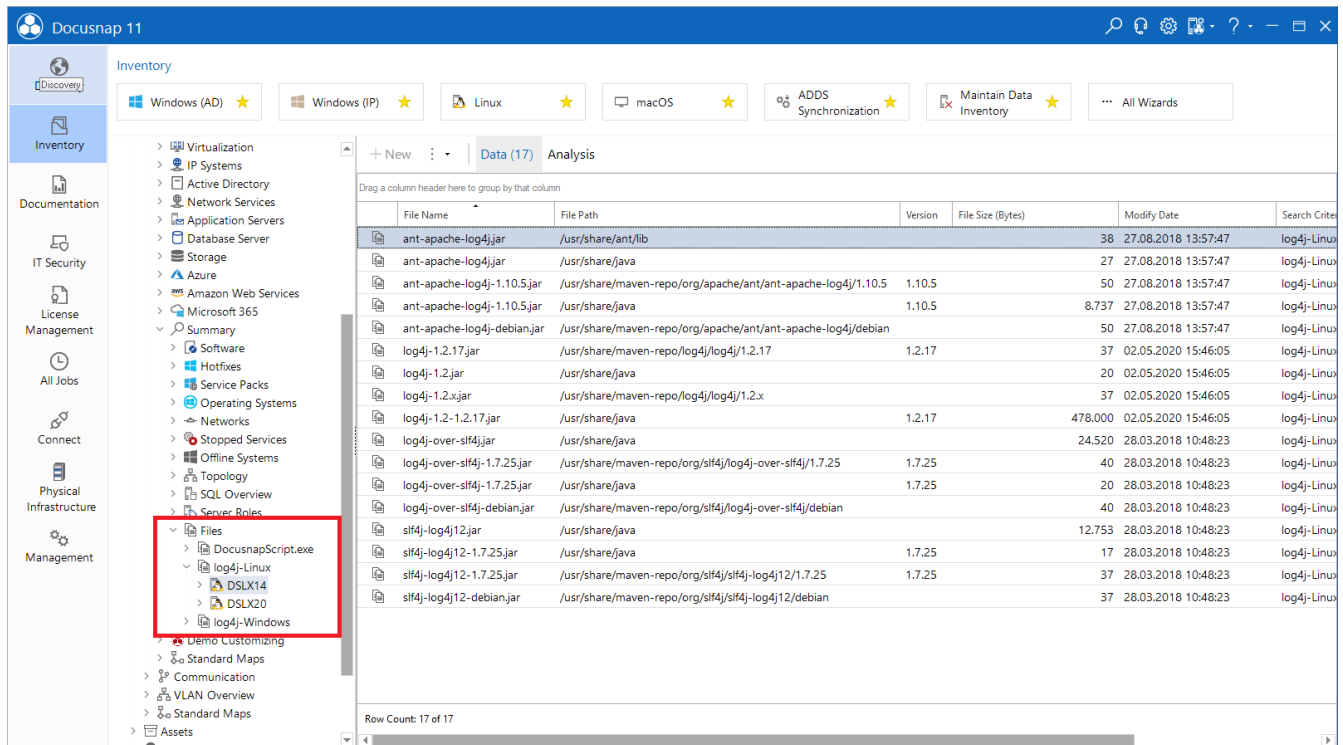 Docusnap 11
Discovery
Inventory
Documentation
IT Security
License
Management
All Jobs
Connect
Physical
Infrastructure
Management
Inventory
Windows (AD)
Windows (IP)
Linux
macOS
ADDS
Synchronization
Maintain Data
Inventory
All Wizards
Virtualization
IP Systems
Active Directory
Network Services
Application Servers
Database Server
Storage
Azure
aws Amazon Web Services
Microsoft 365
Summary
Software
Hotfixes
Service Packs
Operating Systems
Networks
Stopped Services
Offline Systems
Topology
SQL Overview
Server Roles
Files
DocusnapScript.exe
log4j-Linux
DSLX14
DSLX20
log4j-Windows
Demo Customizing
Standard Maps
Communication
VLAN Overview
Standard Maps
Assets
+ New Data (17) Analysis
Drag a column header here to group by that column
File Name File Path Version File Size (Bytes) Modify Date Search Criter
ant-apache-log4j.jar /usr/share/ant/lib 38 27.08.2018 13:57:47 log4j-Linux
ant-apache-log4j.jar /usr/share/java 27 27.08.2018 13:57:47 log4j-Linux
ant-apache-log4j-1.10.5.jar /usr/share/maven-repo/org/apache/ant/ant-apache-log4j/1.10.5 1.10.5 50 27.08.2018 13:57:47 log4j-Linux
ant-apache-log4j-1.10.5.jar /usr/share/java 1.10.5 8.737 27.08.2018 13:57:47 log4j-Linux
ant-apache-log4j-debian.jar /usr/share/maven-repo/org/apache/ant/ant-apache-log4j/debian 50 27.08.2018 13:57:47 log4j-Linux
log4j-1.2.17.jar /usr/share/maven-repo/log4j/log4j/1.2.17 1.2.17 37 02.05.2020 15:46:05 log4j-Linux
log4j-1.2.jar /usr/share/java 20 02.05.2020 15:46:05 log4j-Linux
log4j-1.2.x.jar /usr/share/maven-repo/log4j/log4j/1.2.x 37 02.05.2020 15:46:05 log4j-Linux
log4j-1.2-1.2.17.jar /usr/share/java 1.2.17 478.000 02.05.2020 15:46:05 log4j-Linux
log4j-over-slf4j.jar /usr/share/java 24.520 28.03.2018 10:48:23 log4j-Linux
log4j-over-slf4j-1.7.25.jar /usr/share/maven-repo/org/slf4j/log4j-over-slf4j/1.7.25 1.7.25 40 28.03.2018 10:48:23 log4j-Linux
log4j-over-slf4j-1.7.25.jar /usr/share/java 1.7.25 20 28.03.2018 10:48:23 log4j-Linux
log4j-over-slf4j-debian.jar /usr/share/maven-repo/org/slf4j/log4j-over-slf4j/debian 40 28.03.2018 10:48:23 log4j-Linux
slf4j-log4j12.jar /usr/share/java 12.753 28.03.2018 10:48:23 log4j-Linux
slf4j-log4j12-1.7.25.jar /usr/share/java 1.7.25 17 28.03.2018 10:48:23 log4j-Linux
slf4j-log4j12-1.7.25.jar /usr/share/maven-repo/org/slf4j/slf4j-log4j12/1.7.25 1.7.25 37 28.03.2018 10:48:23 log4j-Linux
slf4j-log4j12-debian.jar /usr/share/maven-repo/org/slf4j/slf4j-log4j12/debian 37 28.03.2018 10:48:23 log4j-Linux
Row Count: 17 of 17